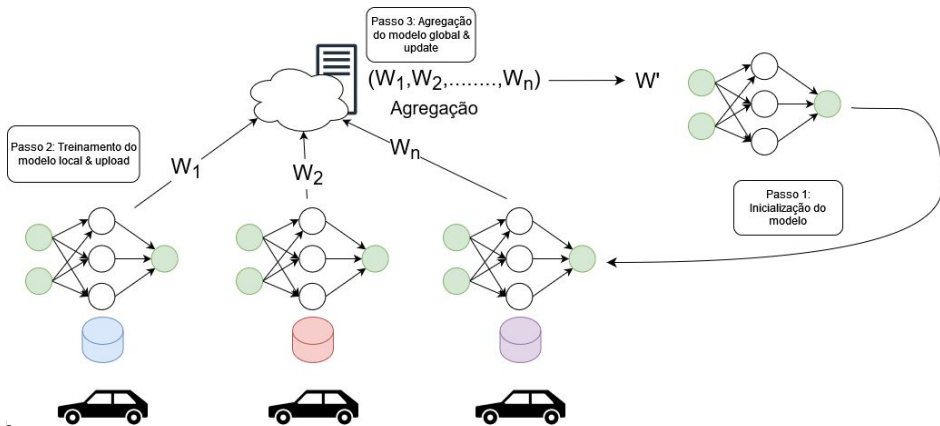 Passo 3: Agregação
do modelo global &
update
(W1,W2,........,Wn)
W'
Agregação
Passo 2: Treinamento do
modelo local & upload
W1
W2
Wn
Passo 1:
Inicialização do
modelo